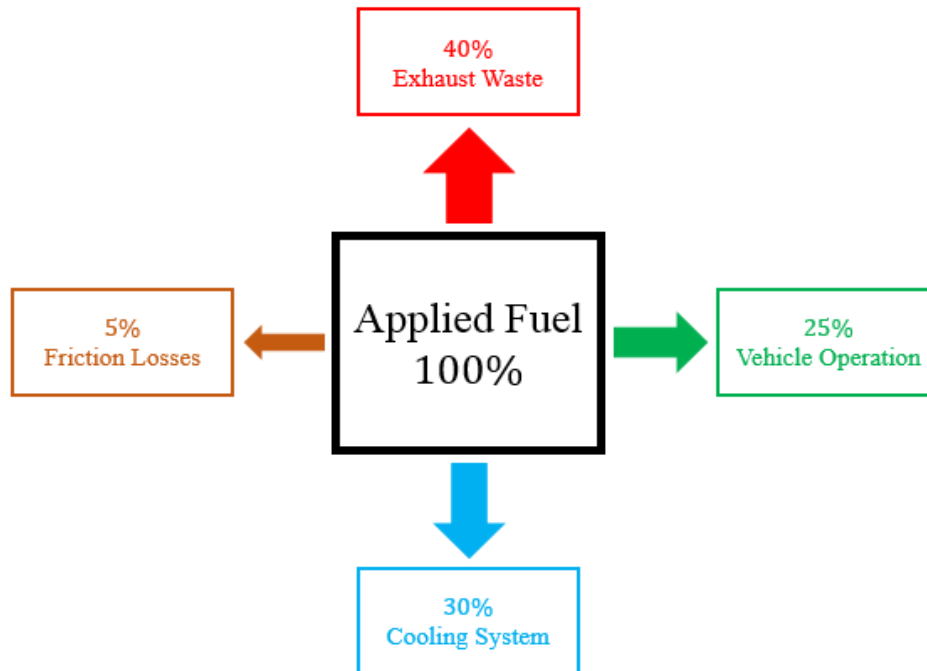 40%
Exhaust Waste
Applied Fuel
100%
5%
Friction Losses
25%
Vehicle Operation
30%
Cooling System